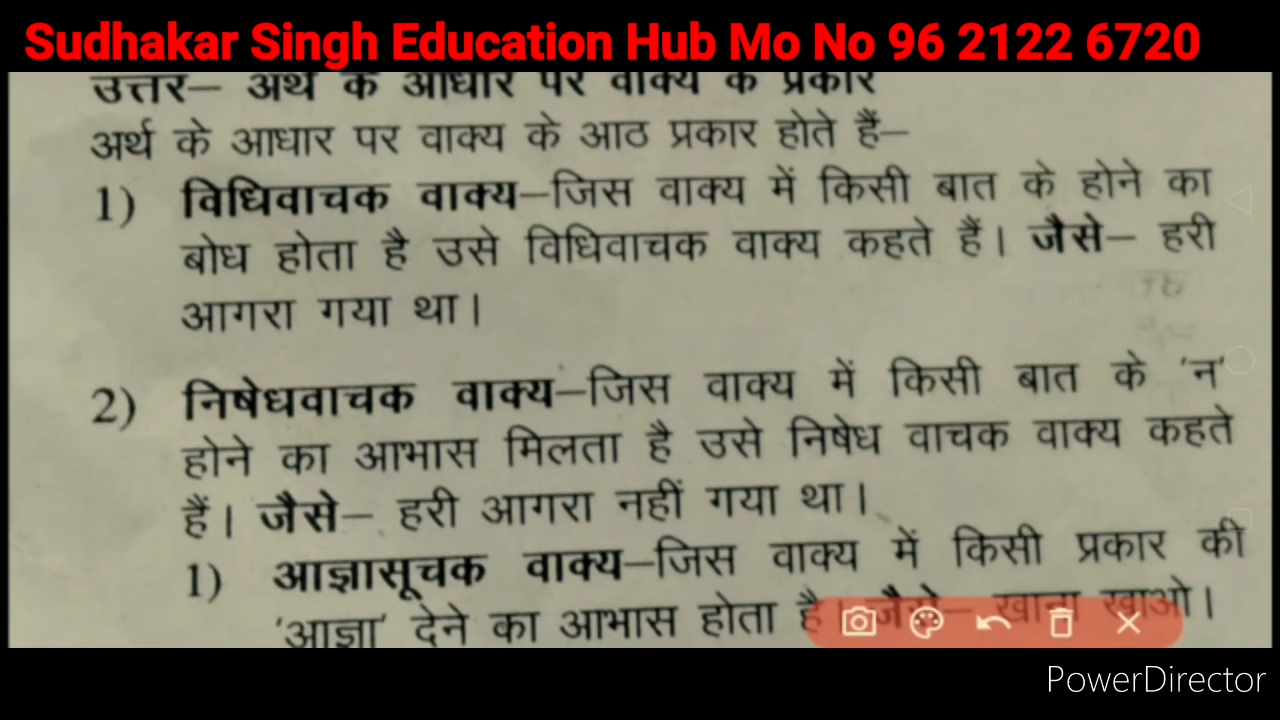 Sudhakar Singh Education Hub Mo No 96 2122 6720
उत्तर– अर्थ के आधार पर वाक्य के प्रकार
अर्थ के आधार पर वाक्य के आठ प्रकार होते हैं–
1) विधिवाचक वाक्य–जिस वाक्य में किसी बात के होने का
बोध होता है उसे विधिवाचक वाक्य कहते हैं। जैसे– हरी
आगरा गया था।
2) निषेधवाचक वाक्य–जिस वाक्य में किसी बात के 'न'
होने का आभास मिलता है उसे निषेध वाचक वाक्य कहते
हैं। जैसे– हरी आगरा नहीं गया था।
1) आज्ञासूचक वाक्य–जिस वाक्य में किसी प्रकार की
'आज्ञा' देने का आभास होता है। जैसे– खाना खाओ।
PowerDirector